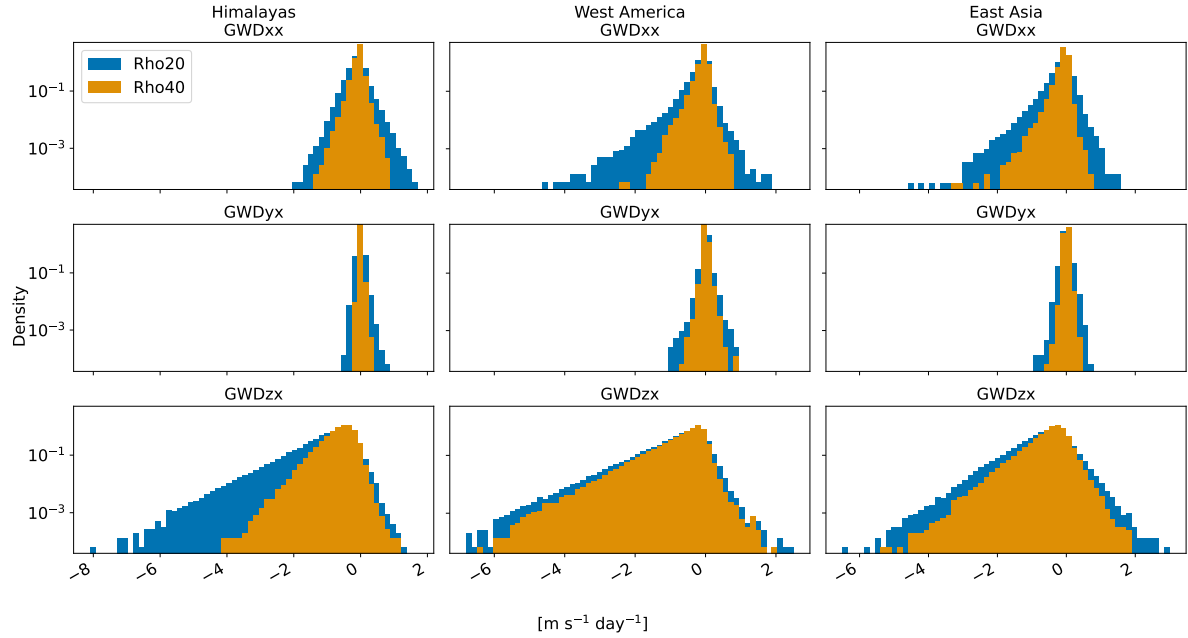 Himalayas
GWDxx
West America
GWDxx
East Asia
GWDxx
Rho20
Rho40
10⁻¹
10⁻³
GWDyx
GWDyx
GWDyx
10⁻¹
10⁻³
Density
GWDzx
GWDzx
GWDzx
10⁻¹
10⁻³
−8 −6 −4 −2 0 2
−6 −4 −2 0 2
−6 −4 −2 0 2
[m s⁻¹ day⁻¹]